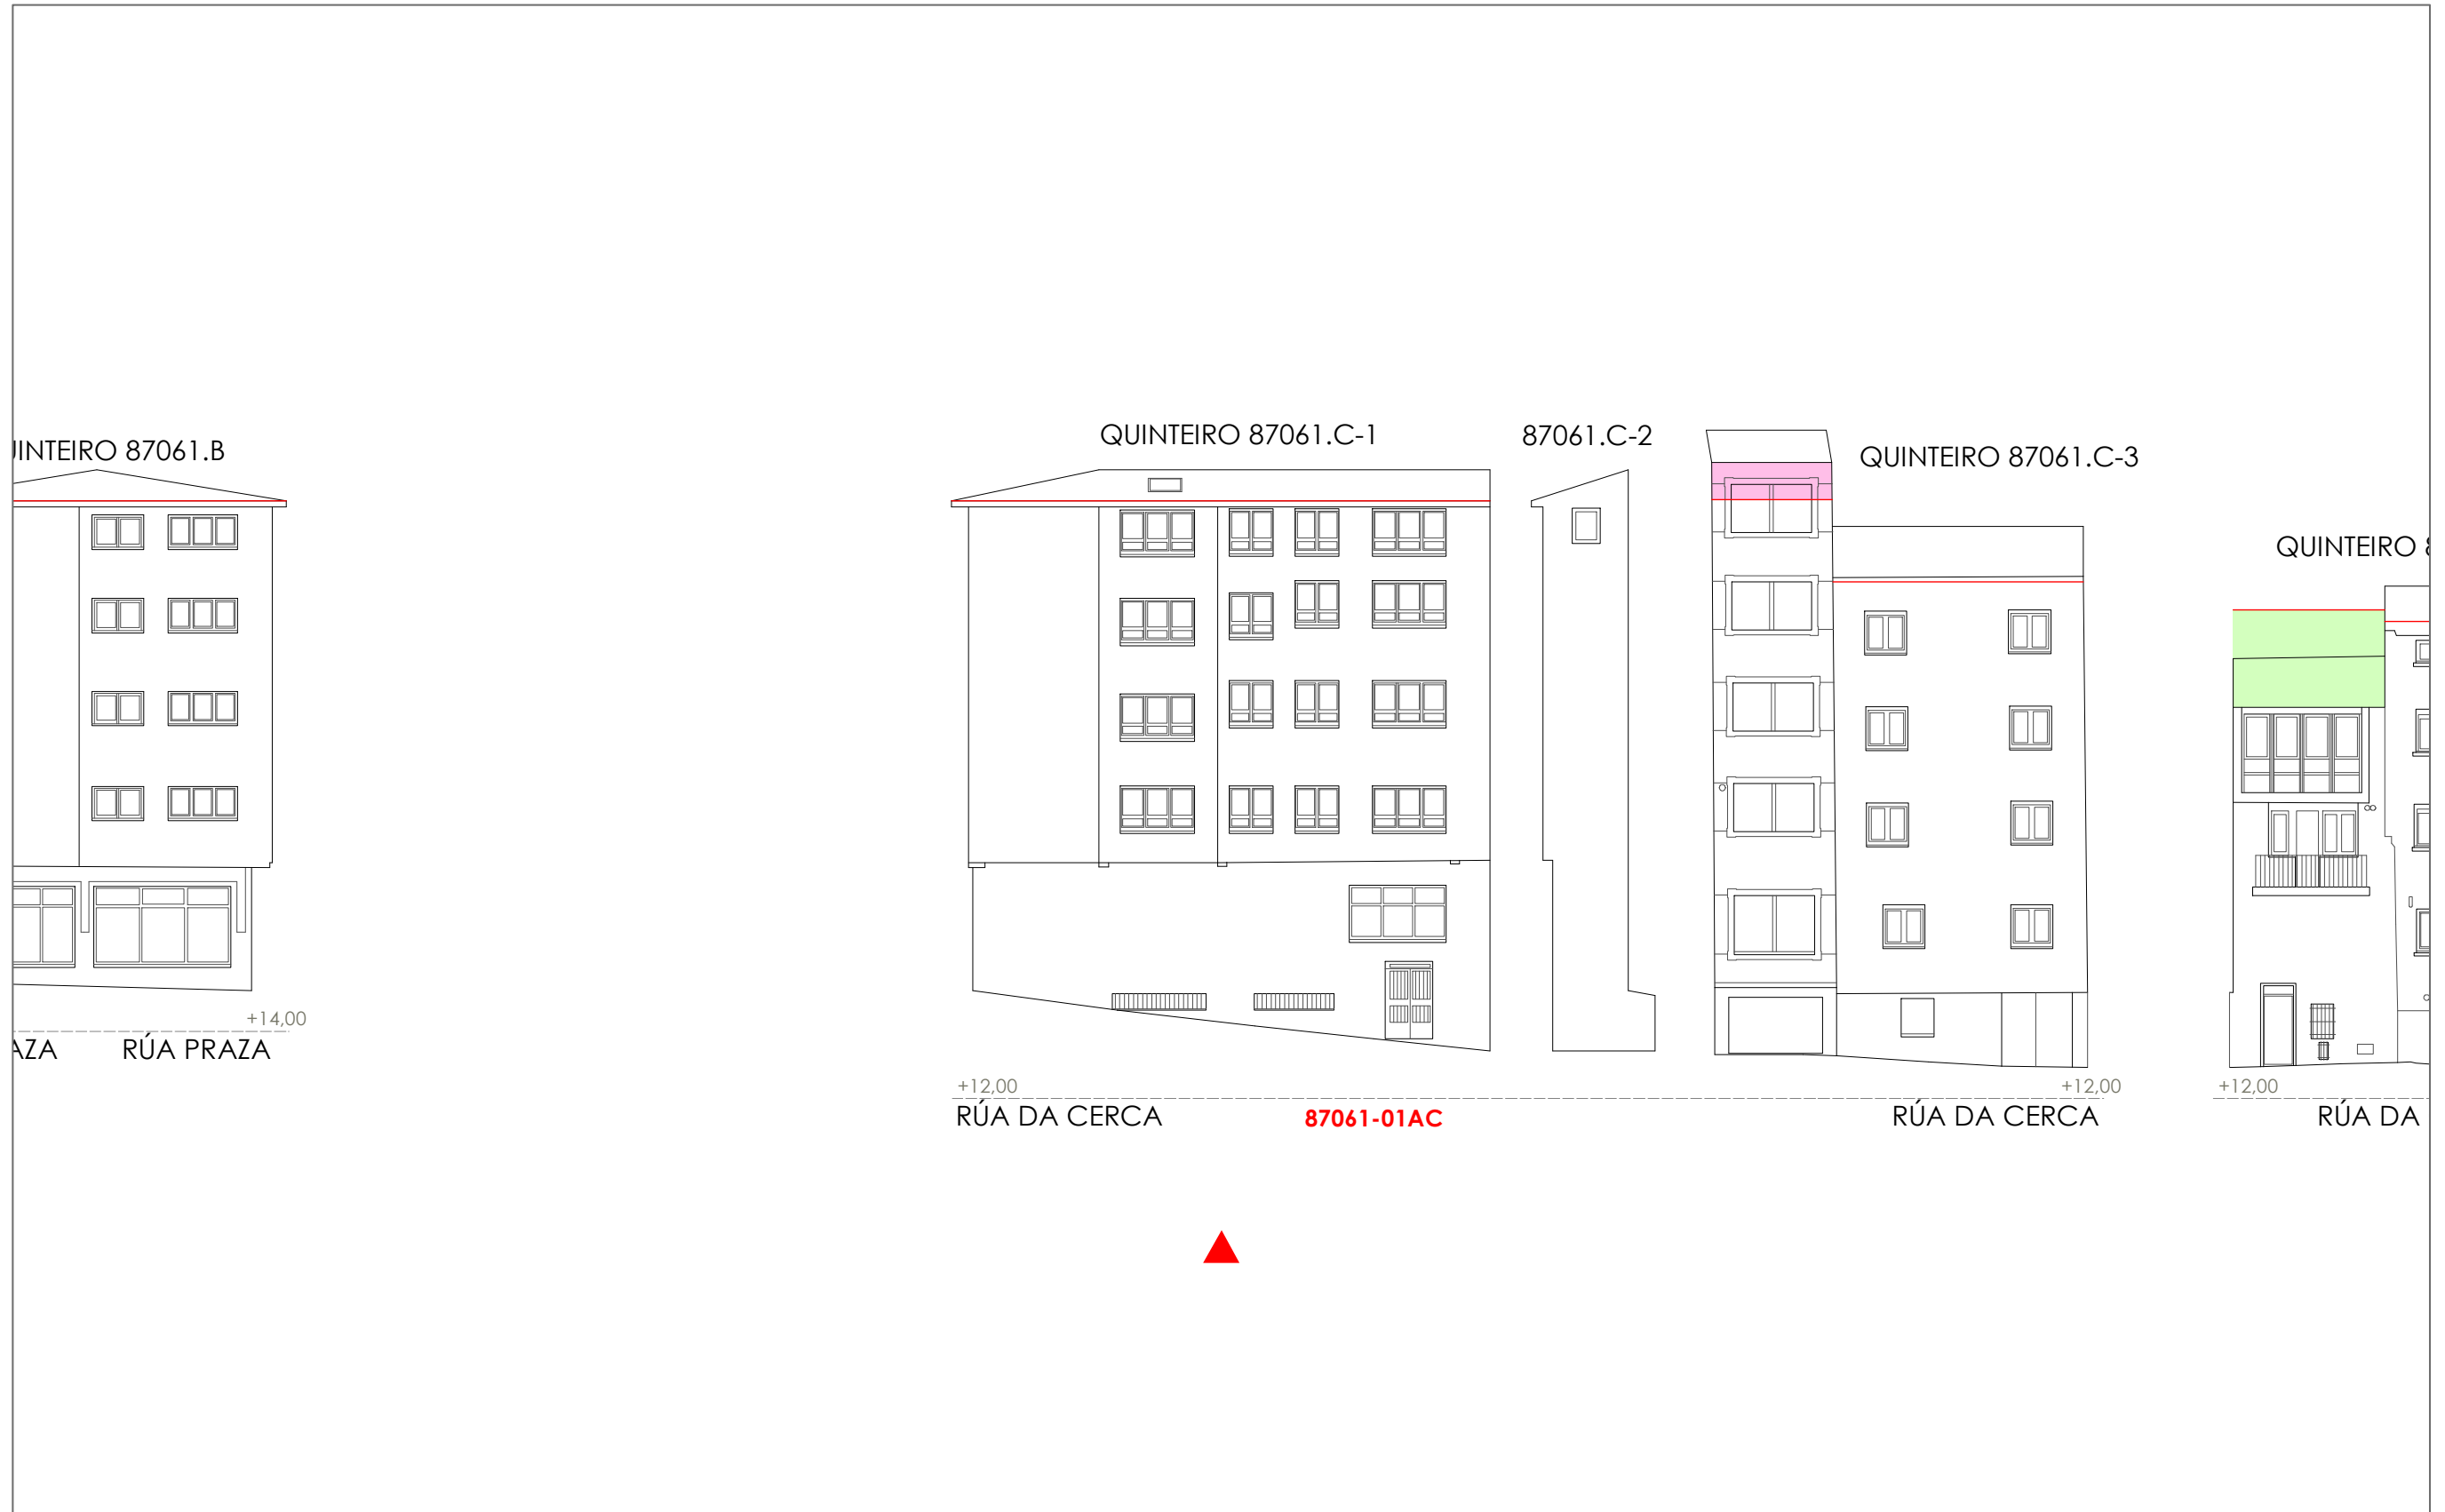 QUINTEIRO 87061.C-1
87061.C-2
UINTEIRO 87061.B
QUINTEIRO 87061.C-3
QUINTEIRO
+14,00
AZA
RÚA PRAZA
+12,00
+12,00
+12,00
RÚA DA CERCA
87061-01AC
RÚA DA CERCA
RÚA DA